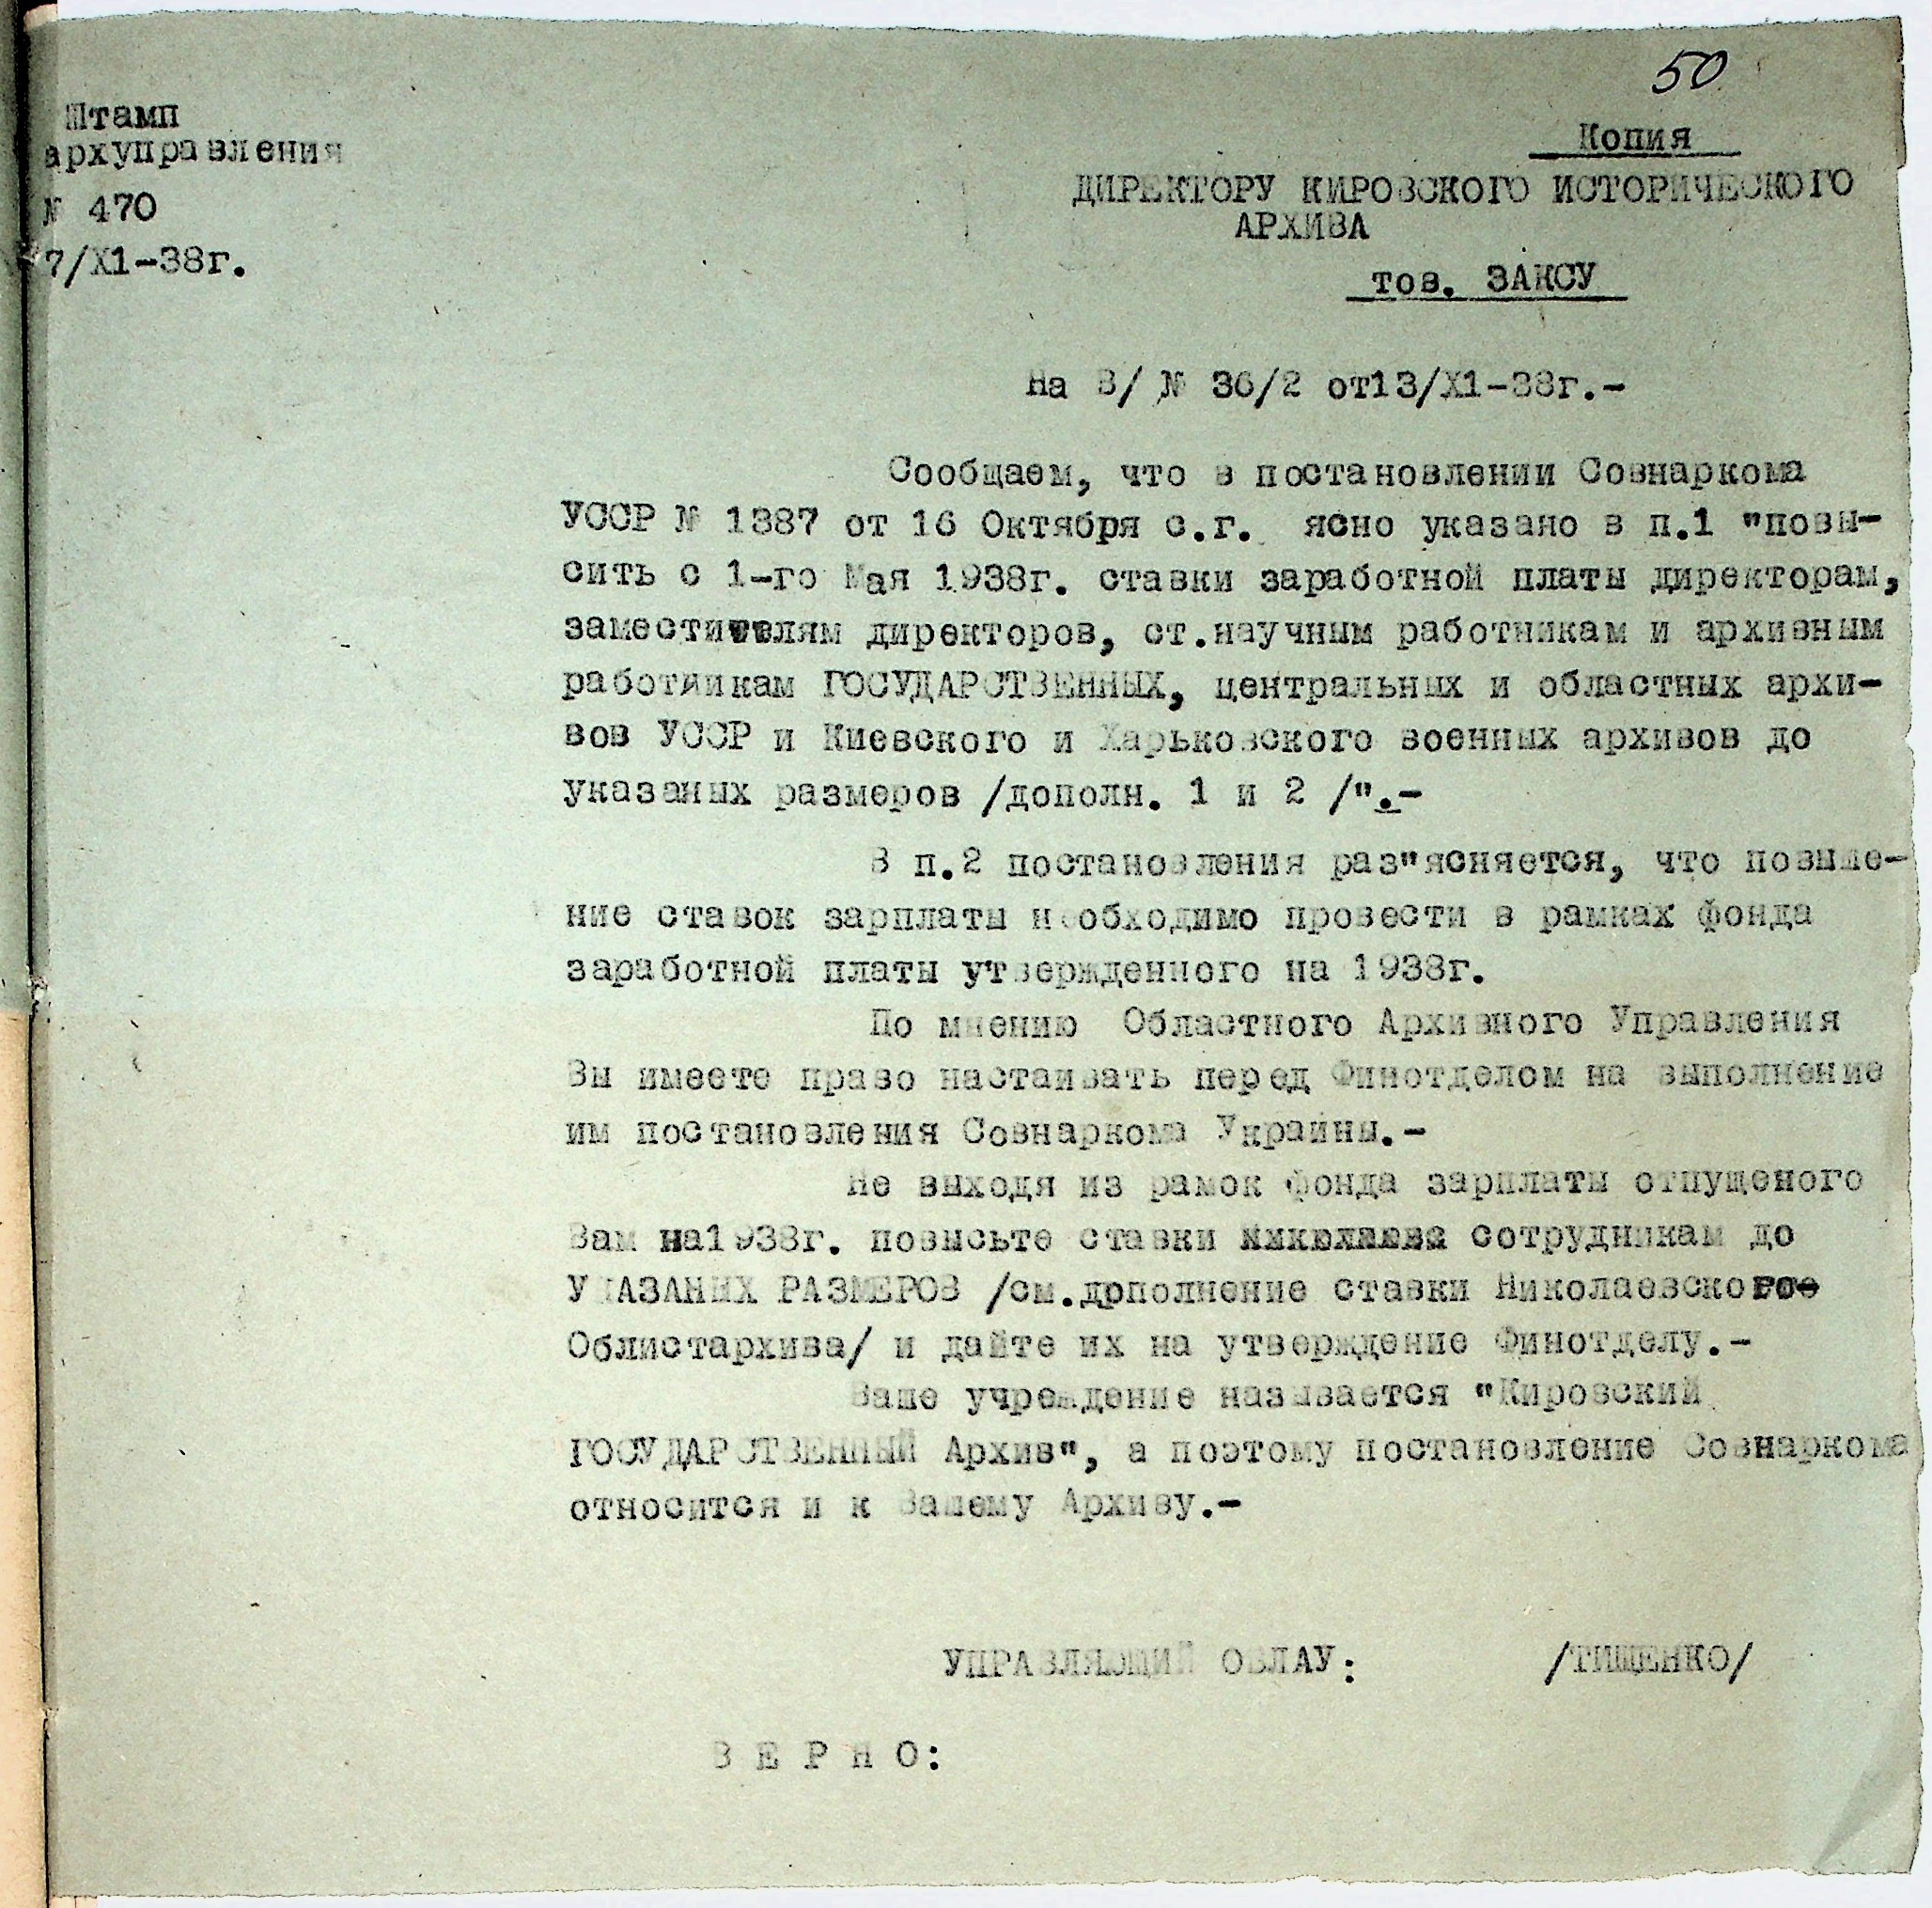 50
Штамп
архуправления
№ 470
7/X1-38г.
Копия
ДИРЕКТОРУ КИРОВСКОГО ИСТОРИЧЕСКОГО
АРХИВА
тов. ЗАКСУ
На В/ № 36/2 от13/X1-38г.-
Сообщаем, что в постановлении Совнаркома
УССР № 1387 от 16 Октября с.г. ясно указано в п.1 "повы-
сить с 1-го Мая 1938г. ставки заработной платы директорам,
заместителям директоров, ст.научным работникам и архивным
работникам ГОСУДАРСТВЕННЫХ, центральных и областных архи-
вов УССР и Киевского и Харьковского военных архивов до
указаных размеров /дополн. 1 и 2 /".-
В п.2 постановления раз"ясняется, что повыше-
ние ставок зарплаты необходимо провести в рамках фонда
заработной платы утвержденного на 1938г.
По мнению Областного Архивного Управления
Вы имеете право настаивать перед Финотделом на выполнение
им постановления Совнаркома Украины.-
Не выходя из рамок фонда зарплаты отпущеного
Вам на1938г. повысьте ставки сотрудникам до
УКАЗАНЫХ РАЗМЕРОВ /см.дополнение ставки Николаевского
Облистархива/ и дайте их на утверждение Финотделу.-
Ваше учреждение называется "Кировский
ГОСУДАРСТВЕННЫЙ Архив", а поэтому постановление Совнаркома
относится и к Вашему Архиву.-
УПРАВЛЯЮЩИЙ ОБЛАУ: /ТИЩЕНКО/
В Е Р Н О: